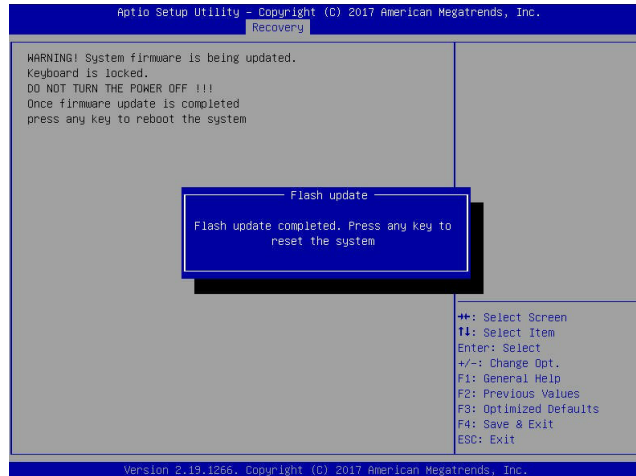 Aptio Setup Utility – Copyright (C) 2017 American Megatrends, Inc.
Recovery
WARNING! System firmware is being updated.
Keyboard is locked.
DO NOT TURN THE POWER OFF !!!
Once firmware update is completed
press any key to reboot the system
Flash update
Flash update completed. Press any key to
reset the system
→←: Select Screen
↑↓: Select Item
Enter: Select
+/-: Change Opt.
F1: General Help
F2: Previous Values
F3: Optimized Defaults
F4: Save & Exit
ESC: Exit
Version 2.19.1266. Copyright (C) 2017 American Megatrends, Inc.